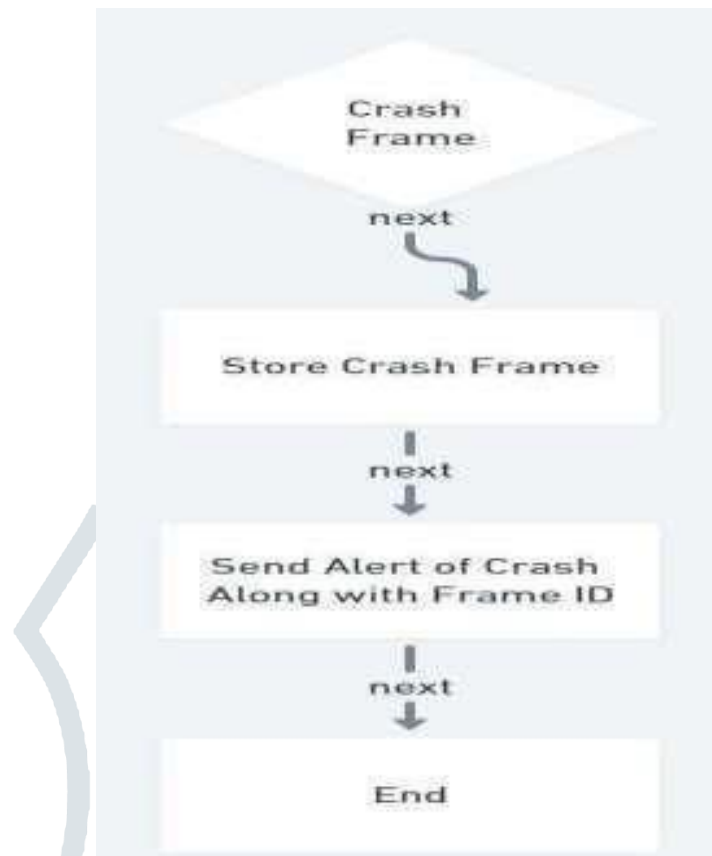 Crash
Frame
next
Store Crash Frame
next
Send Alert of Crash
Along with Frame ID
next
End